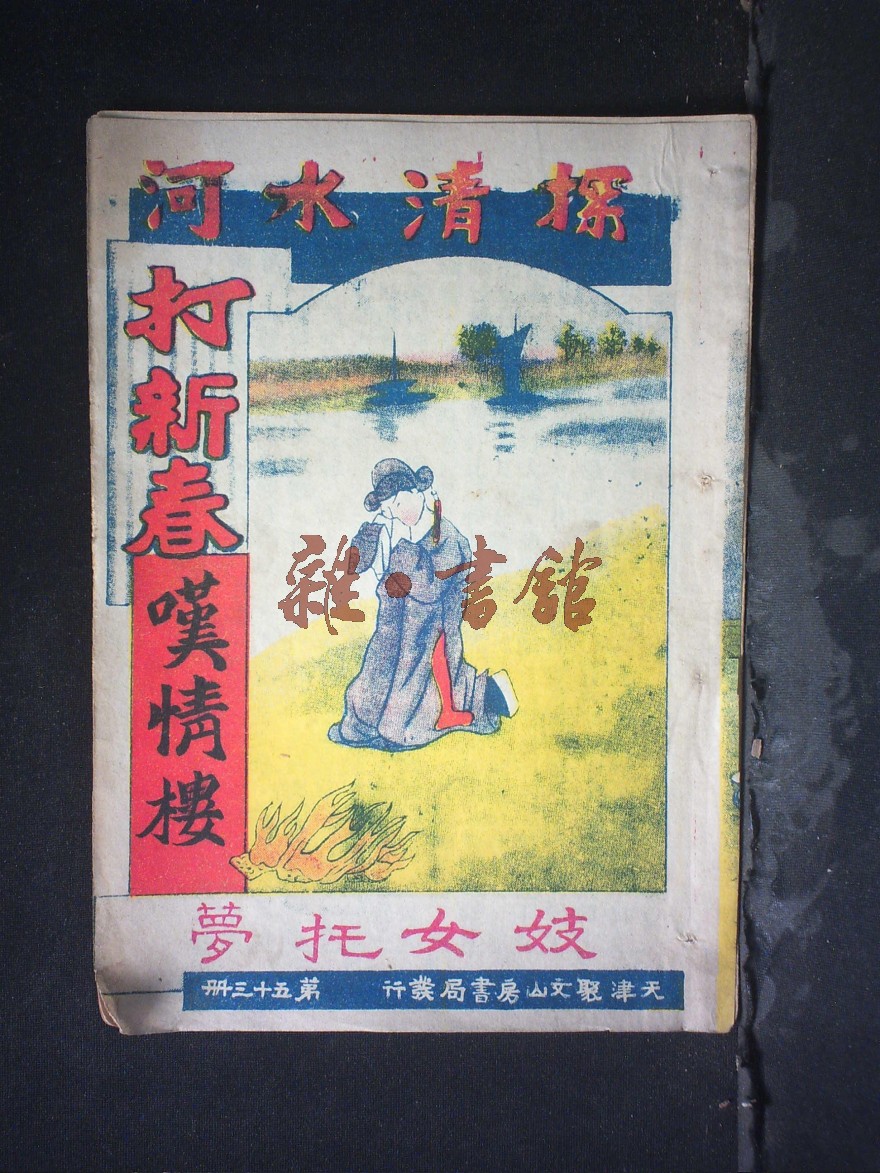 探清水河
打新春
嘆情樓
雜·書館
妓女托夢
天津聚文山房書局發行 第五十三册